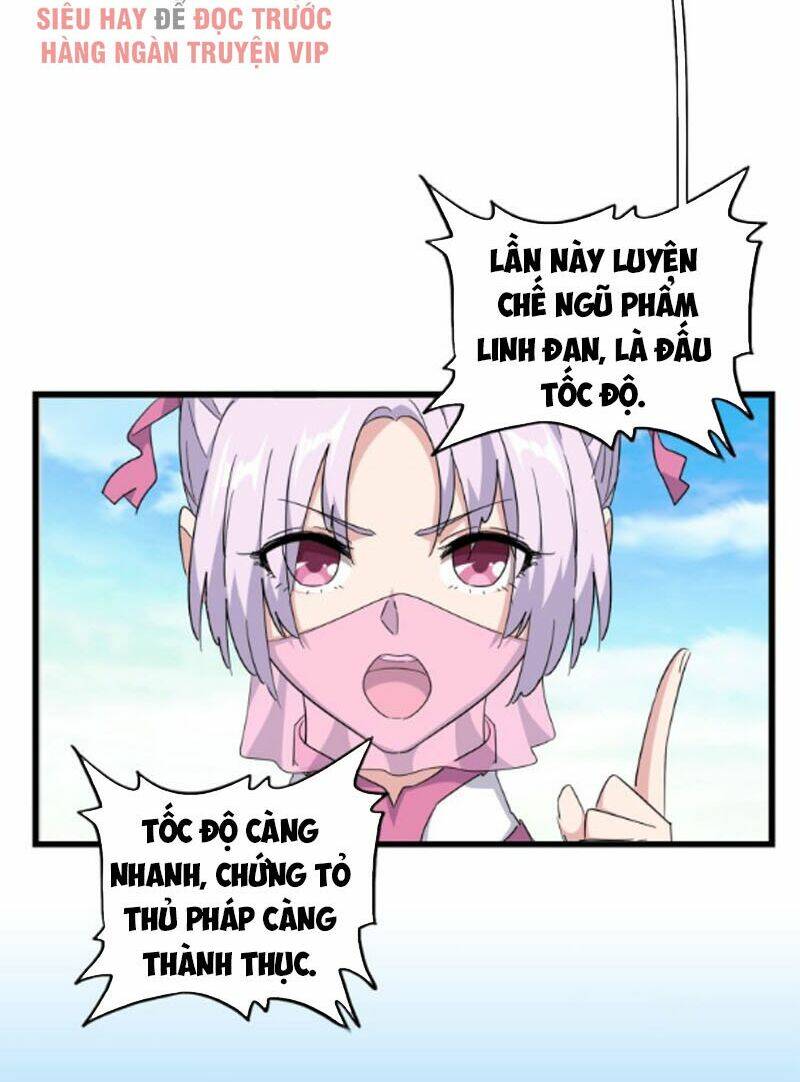 SIÊU HAY ĐỂ ĐỌC TRƯỚC
HÀNG NGÀN TRUYỆN VIP
LẦN NÀY LUYỆN
CHẾ NGŨ PHẨM
LINH ĐAN, LÀ ĐẤU
TỐC ĐỘ.
TỐC ĐỘ CÀNG
NHANH, CHỨNG TỎ
THỦ PHÁP CÀNG
THÀNH THỤC.